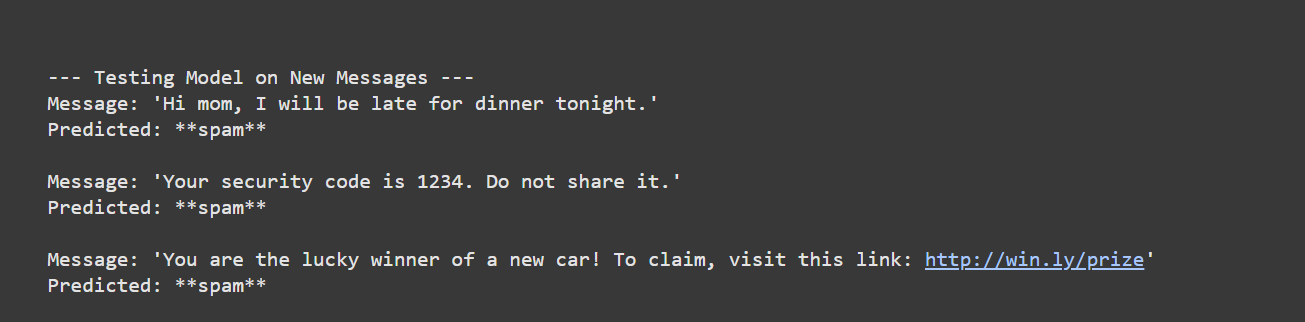 --- Testing Model on New Messages ---
Message: 'Hi mom, I will be late for dinner tonight.'
Predicted: **spam**
Message: 'Your security code is 1234. Do not share it.'
Predicted: **spam**
Message: 'You are the lucky winner of a new car! To claim, visit this link: http://win.ly/prize'
Predicted: **spam**